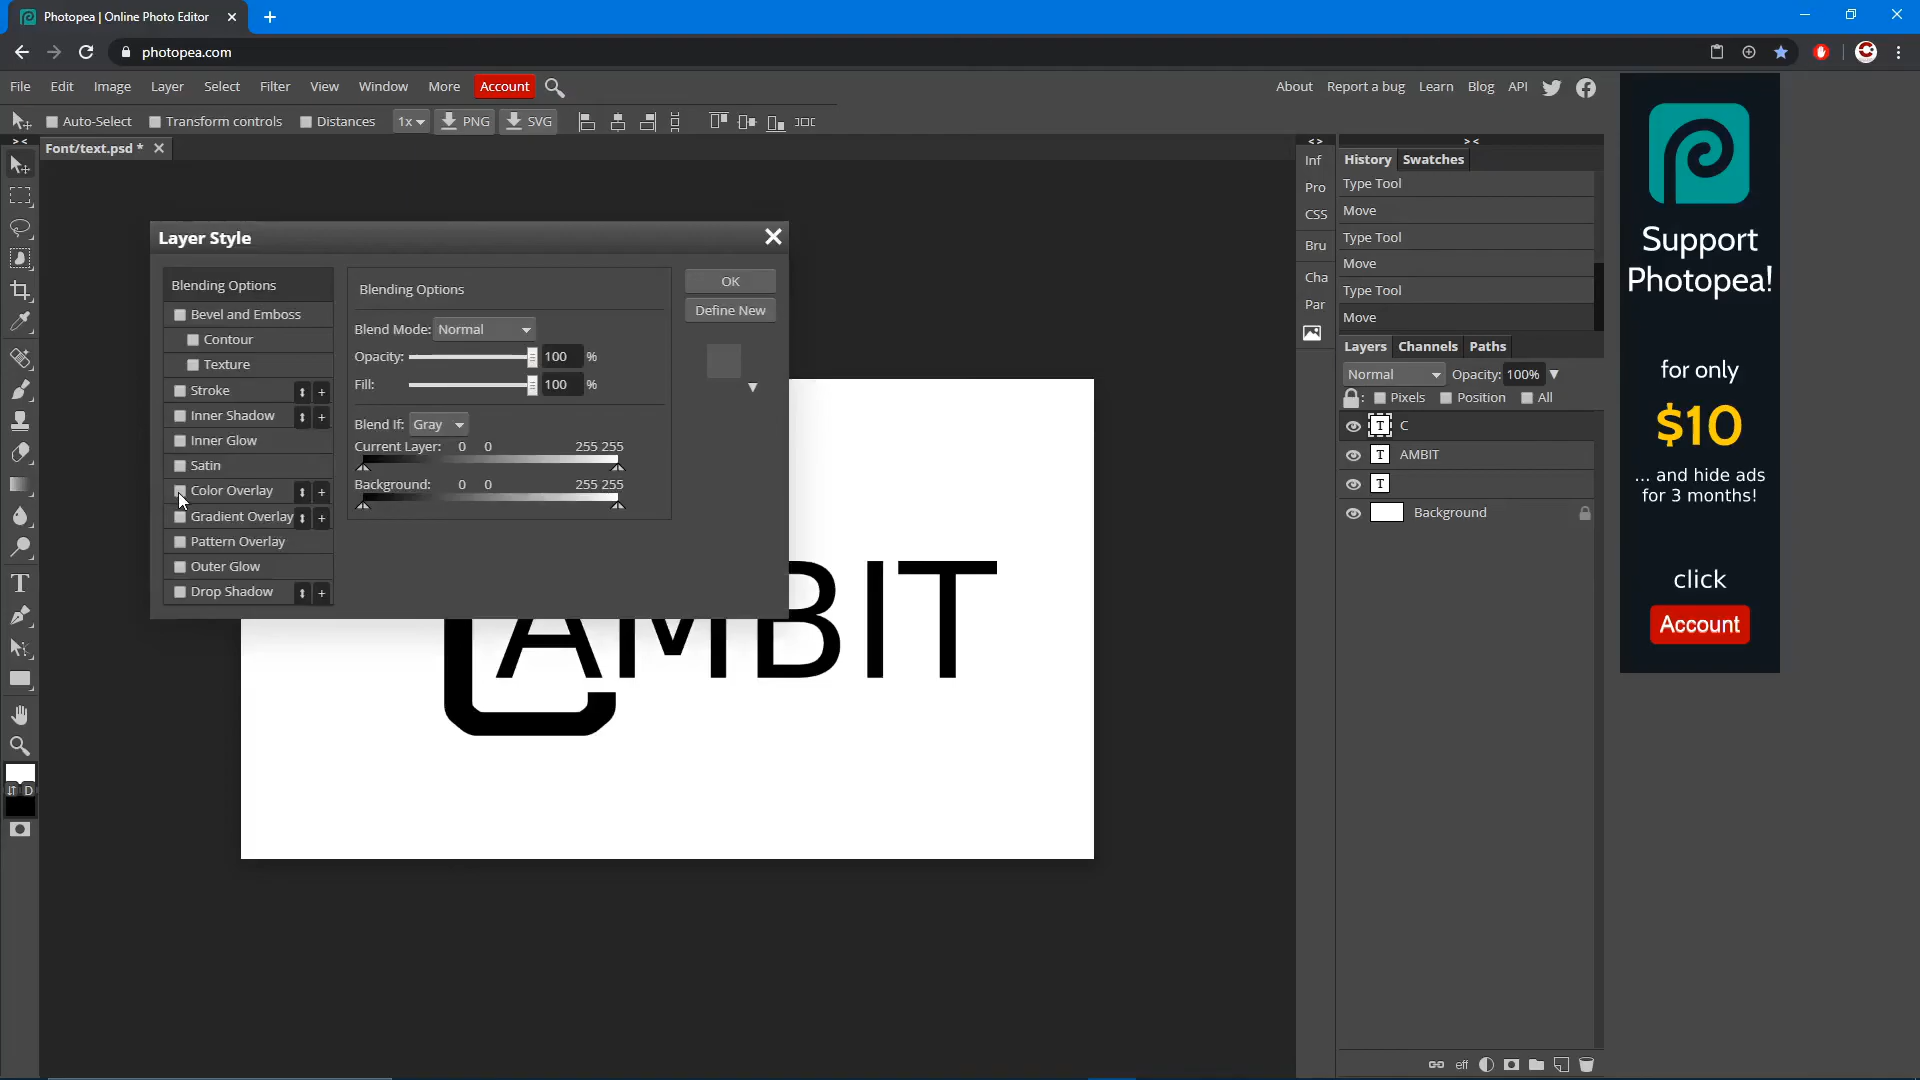 Photopea | Online Photo Editor
photopea.com
File Edit Image Layer Select Filter View Window More Account
About Report a bug Learn Blog API
Auto-Select Transform controls Distances 1x PNG SVG
Font/text.psd *
Layer Style
Blending Options
Bevel and Emboss
Contour
Texture
Stroke
Inner Shadow
Inner Glow
Satin
Color Overlay
Gradient Overlay
Pattern Overlay
Outer Glow
Drop Shadow
Blending Options
Blend Mode: Normal
Opacity: 100 %
Fill: 100 %
Blend If: Gray
Current Layer: 0 0 255 255
Background: 0 0 255 255
OK
Define New
AMBIT
C
T
D
Inf
Pro
CSS
Bru
Cha
Par
History Swatches
Type Tool
Move
Type Tool
Move
Type Tool
Move
Layers Channels Paths
Normal Opacity: 100%
Pixels Position All
T C
T AMBIT
T
Background
eff
Support
Photopea!
for only
$10
... and hide ads
for 3 months!
click
Account